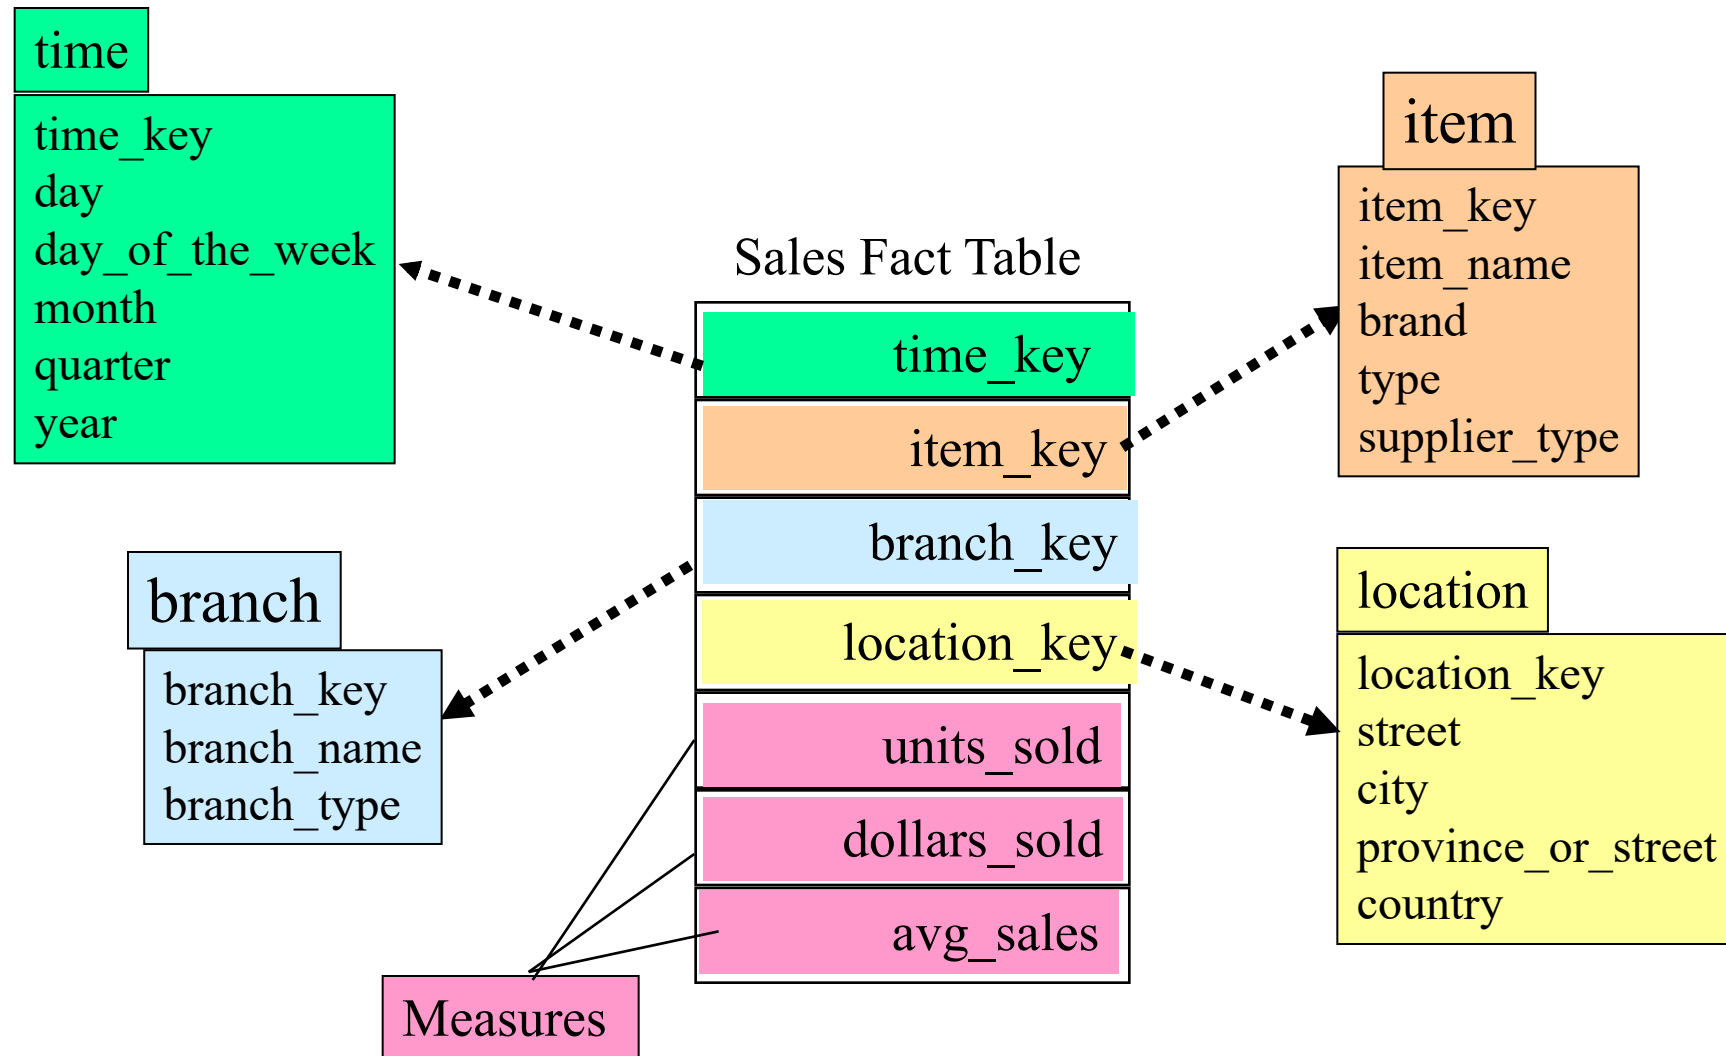 time
time_key
day
day_of_the_week
month
quarter
year
item
item_key
item_name
brand
type
supplier_type
Sales Fact Table
time_key
item_key
branch_key
location_key
units_sold
dollars_sold
avg_sales
branch
branch_key
branch_name
branch_type
location
location_key
street
city
province_or_street
country
Measures